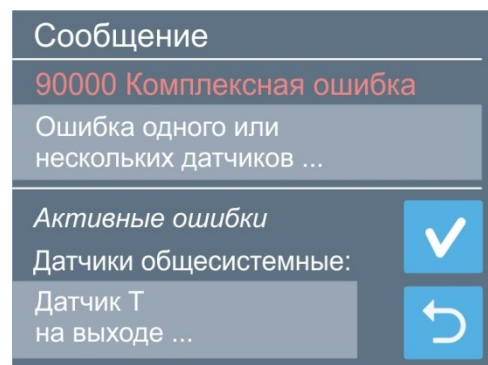 Сообщение
90000 Комплексная ошибка
Ошибка одного или
нескольких датчиков ...
Активные ошибки
Датчики общесистемные:
Датчик Т
на выходе ...